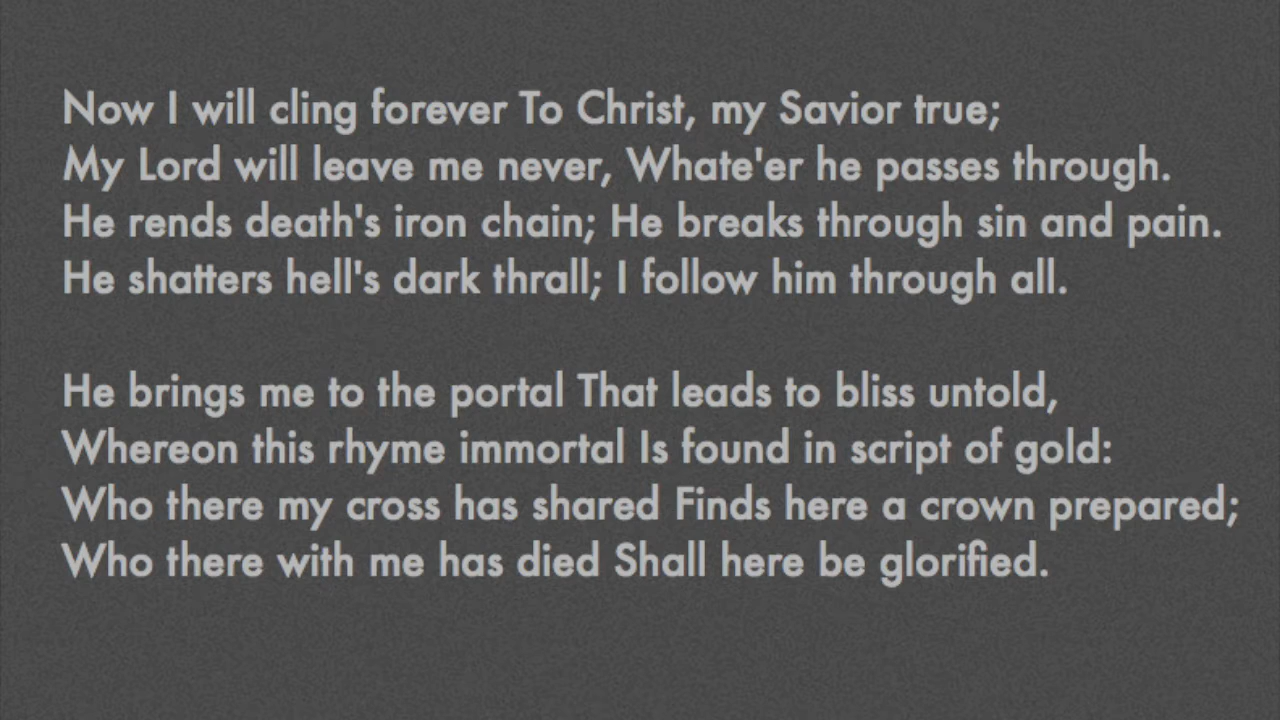 Now I will cling forever To Christ, my Savior true;
My Lord will leave me never, Whate'er he passes through.
He rends death's iron chain; He breaks through sin and pain.
He shatters hell's dark thrall; I follow him through all.
He brings me to the portal That leads to bliss untold,
Whereon this rhyme immortal Is found in script of gold:
Who there my cross has shared Finds here a crown prepared;
Who there with me has died Shall here be glorified.